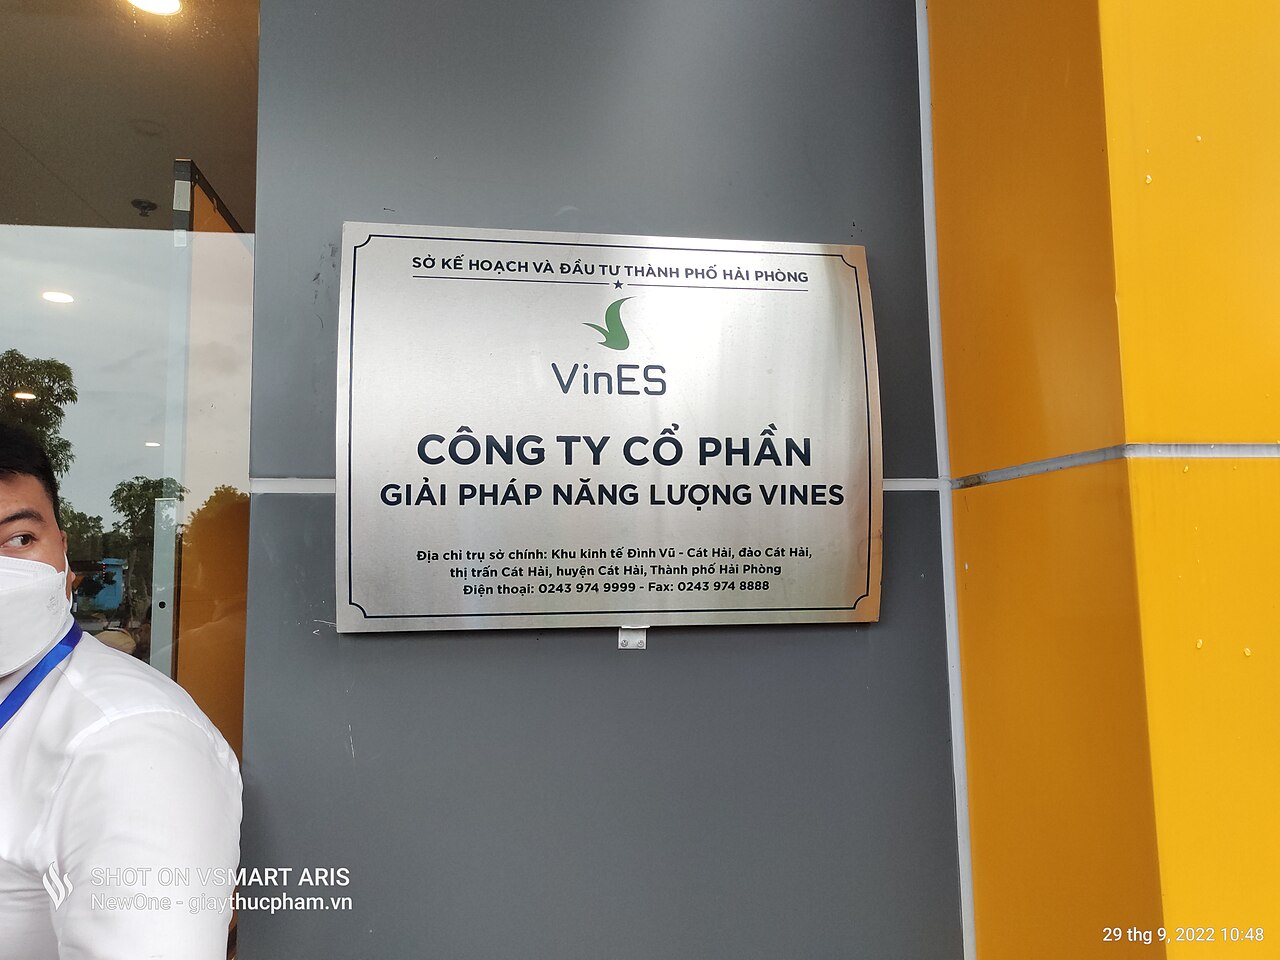 SỞ KẾ HOẠCH VÀ ĐẦU TƯ THÀNH PHỐ HẢI PHÒNG
VinES
CÔNG TY CỔ PHẦN
GIẢI PHÁP NĂNG LƯỢNG VINES
Địa chỉ trụ sở chính: Khu kinh tế Đình Vũ - Cát Hải, đảo Cát Hải,
thị trấn Cát Hải, huyện Cát Hải, Thành phố Hải Phòng
Điện thoại: 0243 974 9999 - Fax: 0243 974 8888
SHOT ON VSMART ARIS
NewOne - giaythucpham.vn
29 thg 9, 2022 10:48